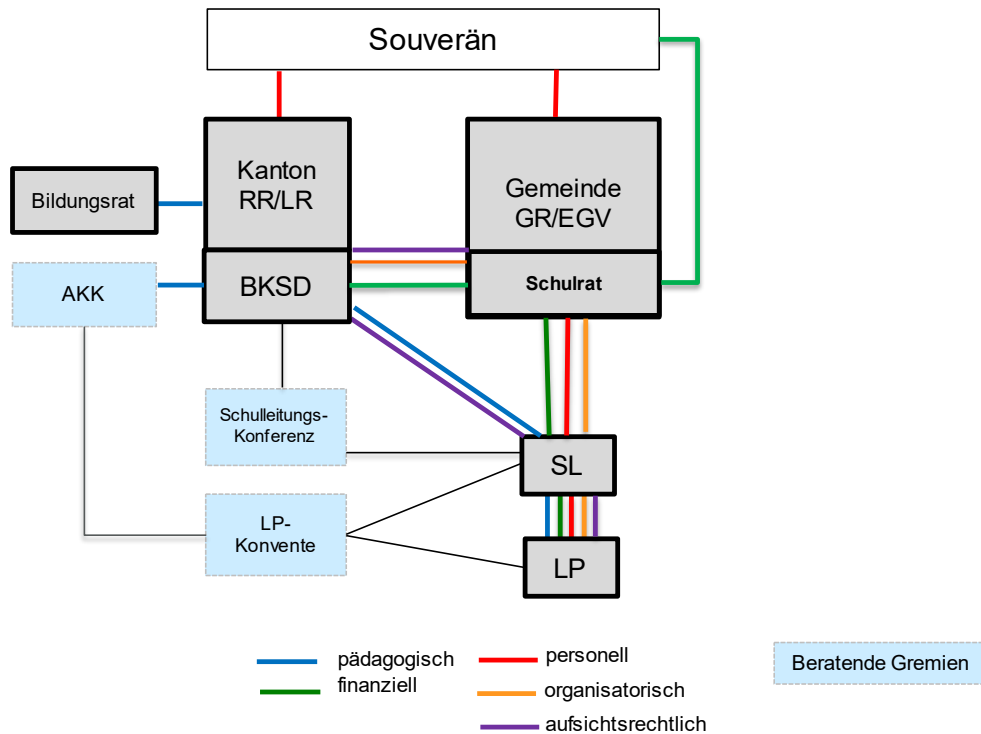 Souverän
Kanton
RR/LR
Gemeinde
GR/EGV
Bildungsrat
AKK
BKSD
Schulrat
Schulleitungs-
Konferenz
SL
LP-
Konvente
LP
pädagogisch
personell
finanziell
organisatorisch
aufsichtsrechtlich
Beratende Gremien